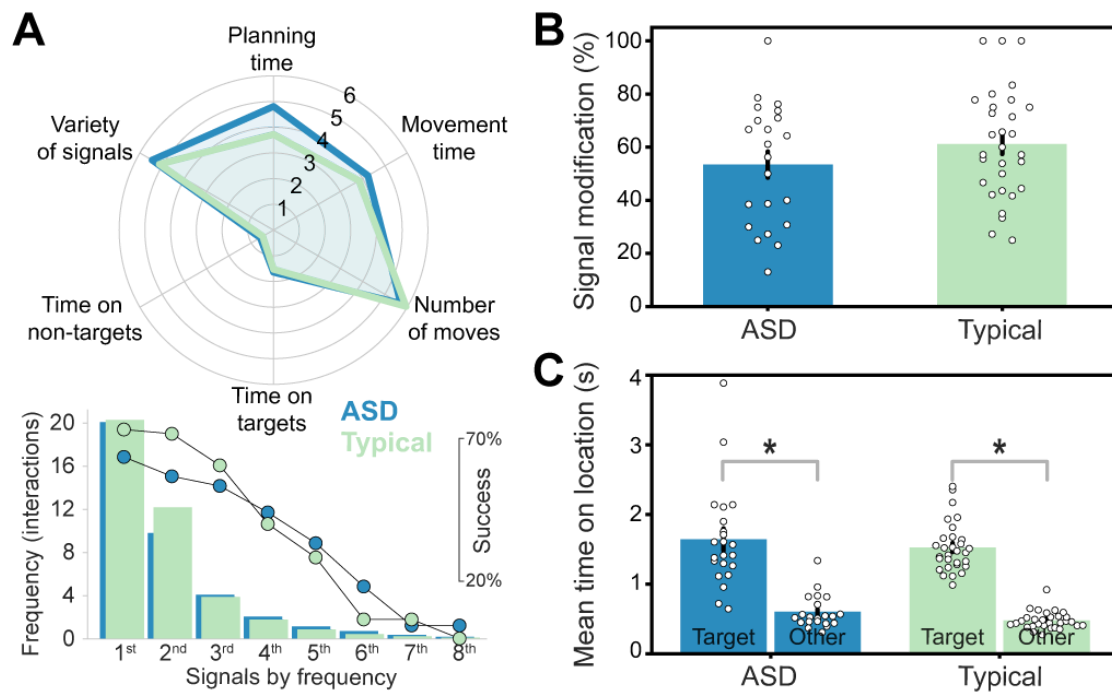 A
Planning
time
Variety
of signals
Movement
time
6
5
4
3
2
1
Time on
non-targets
Number
of moves
Time on
targets
ASD
Typical
Frequency (interactions)
20
16
12
8
4
0
70%
Success
20%
1st
2nd
3rd
4th
5th
6th
7th
8th
Signals by frequency
B
Signal modification (%)
100
80
60
40
20
0
ASD
Typical
C
Mean time on location (s)
4
3
2
1
0
*
*
Target
Other
Target
Other
ASD
Typical